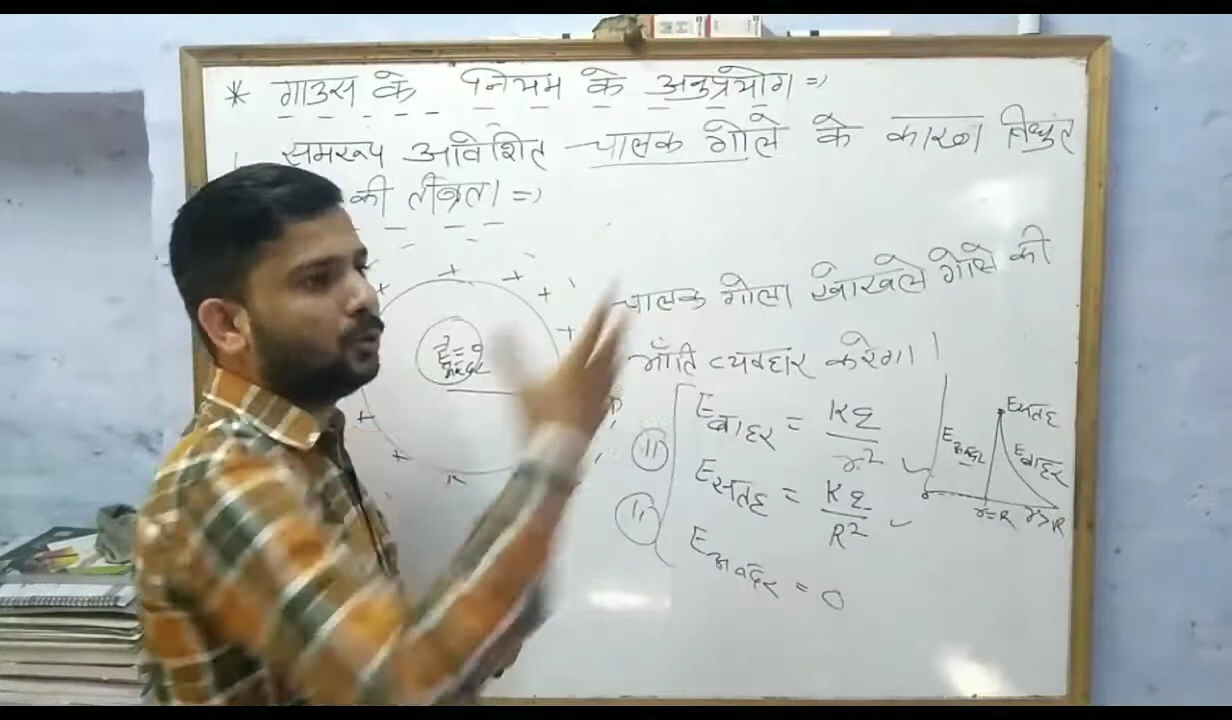 * गाउस के नियम के अनुप्रयोग ⇒
समरूप आवेशित चालक गोले के कारण विधुत
की तीव्रता ⇒
चालक गोला खोखले गोले की
भाँति व्यवहार करेगा।
E बाहर = Kq/r²
E सतह = Kq/R²
E अन्दर = 0
E सतह
E अन्दर
E बाहर
r=R r>R